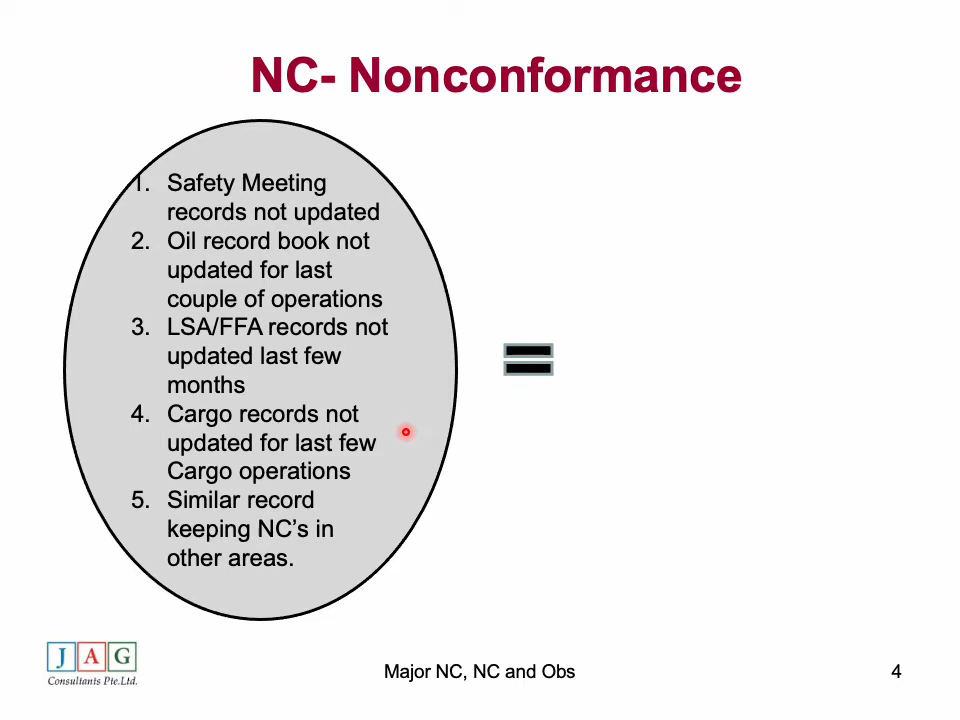 NC- Nonconformance
1. Safety Meeting
records not updated
2. Oil record book not
updated for last
couple of operations
3. LSA/FFA records not
updated last few
months
4. Cargo records not
updated for last few
Cargo operations
5. Similar record
keeping NC’s in
other areas.
=
J A G
Consultants Pte.Ltd.
Major NC, NC and Obs
4